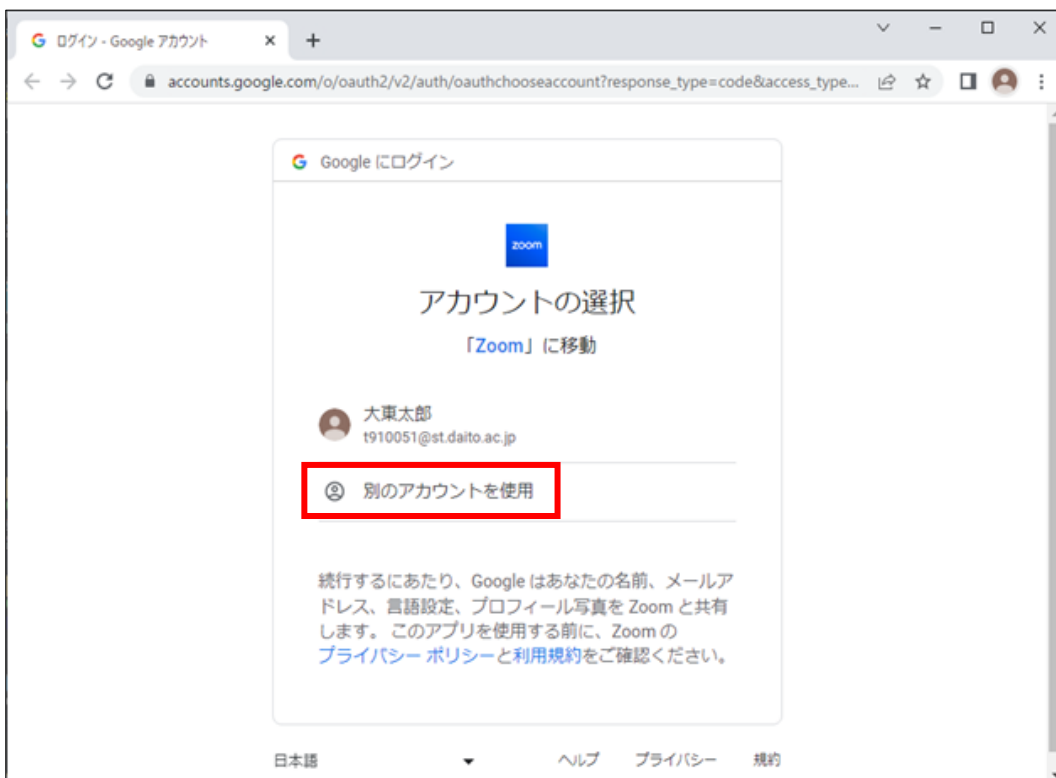 ログイン - Google アカウント
accounts.google.com/o/oauth2/v2/auth/oauthchooseaccount?response_type=code&access_type...
Google にログイン
zoom
アカウントの選択
「Zoom」に移動
大東太郎
t910051@st.daito.ac.jp
別のアカウントを使用
続行するにあたり、Google はあなたの名前、メールア
ドレス、言語設定、プロフィール写真を Zoom と共有
します。 このアプリを使用する前に、Zoom の
プライバシー ポリシーと利用規約をご確認ください。
日本語 ヘルプ プライバシー 規約